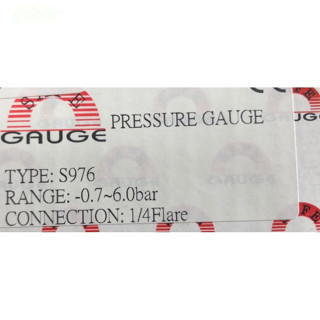 GAUGE
PRESSURE GAUGE
TYPE: S976
RANGE: -0.7~6.0bar
CONNECTION: 1/4Flare